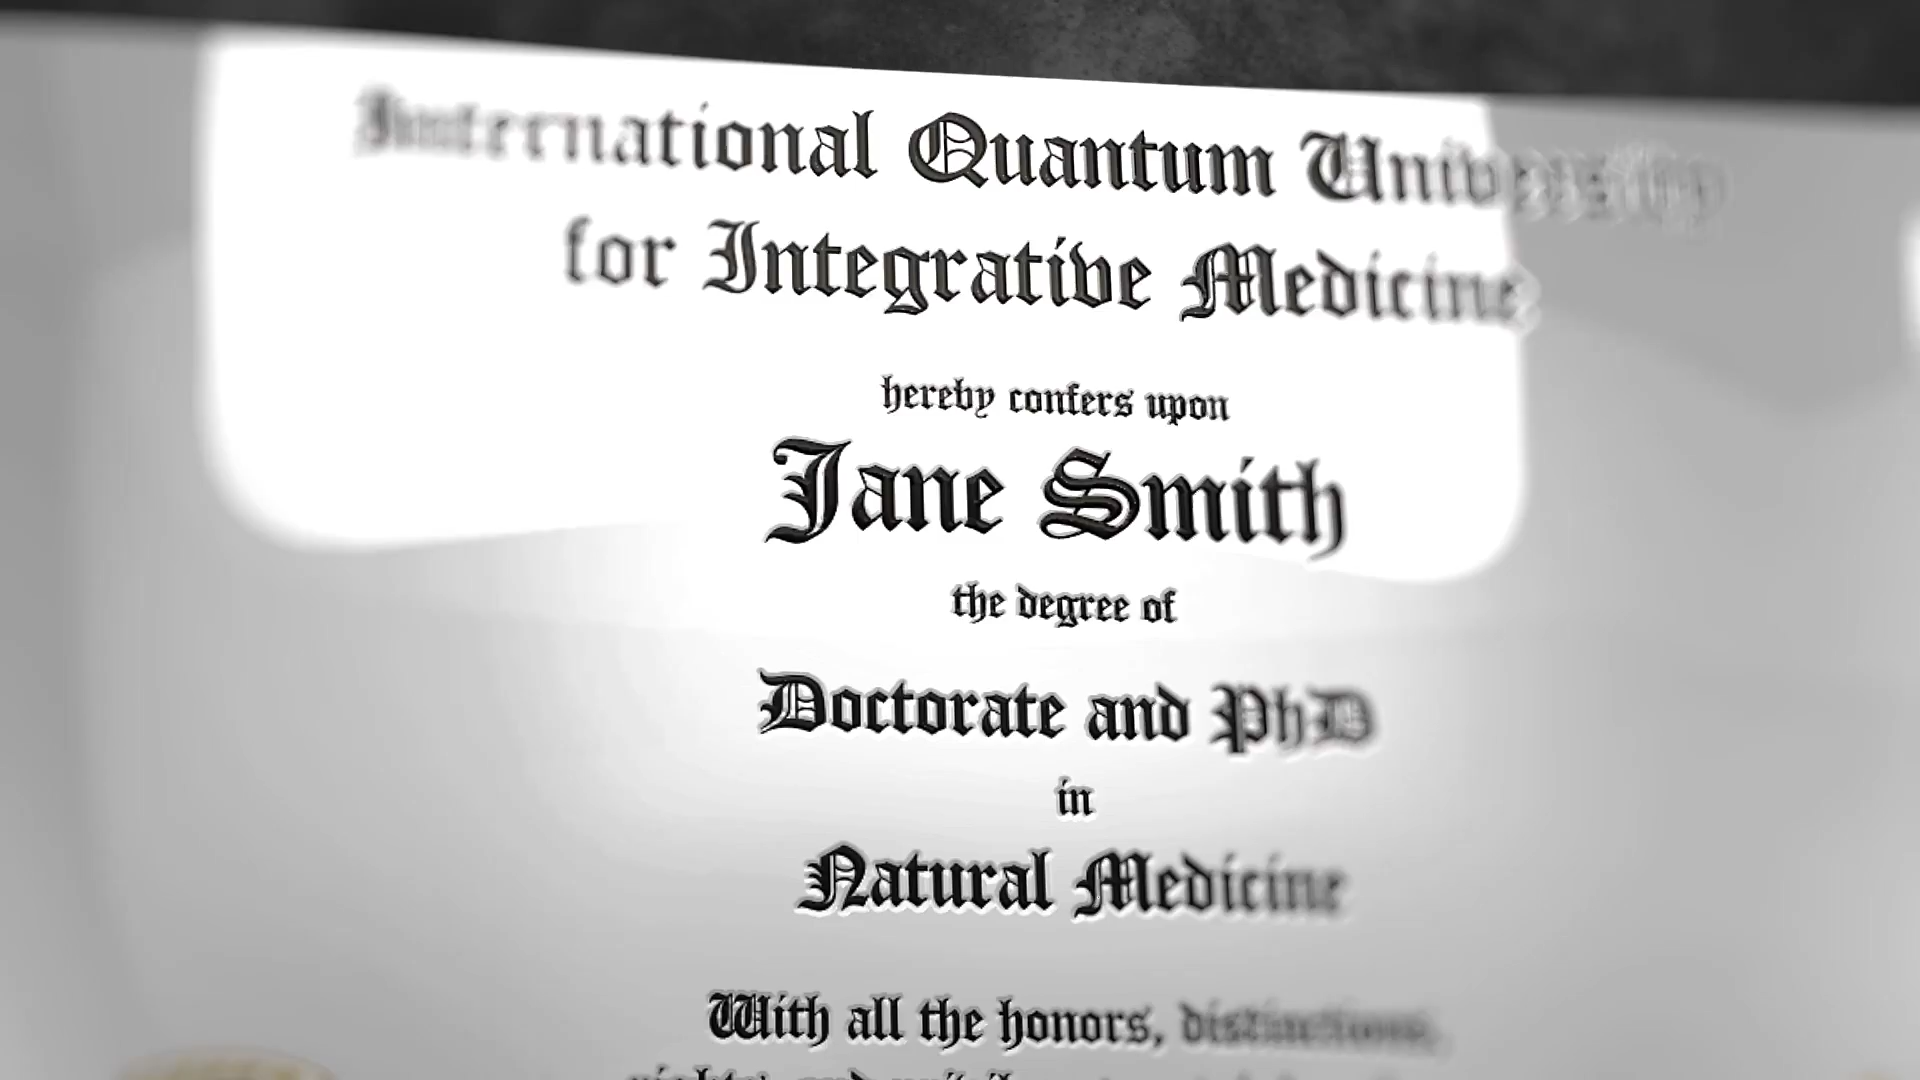 International Quantum University
for Integrative Medicine
hereby confers upon
Jane Smith
the degree of
Doctorate and PhD
in
Natural Medicine
With all the honors, distinctions,